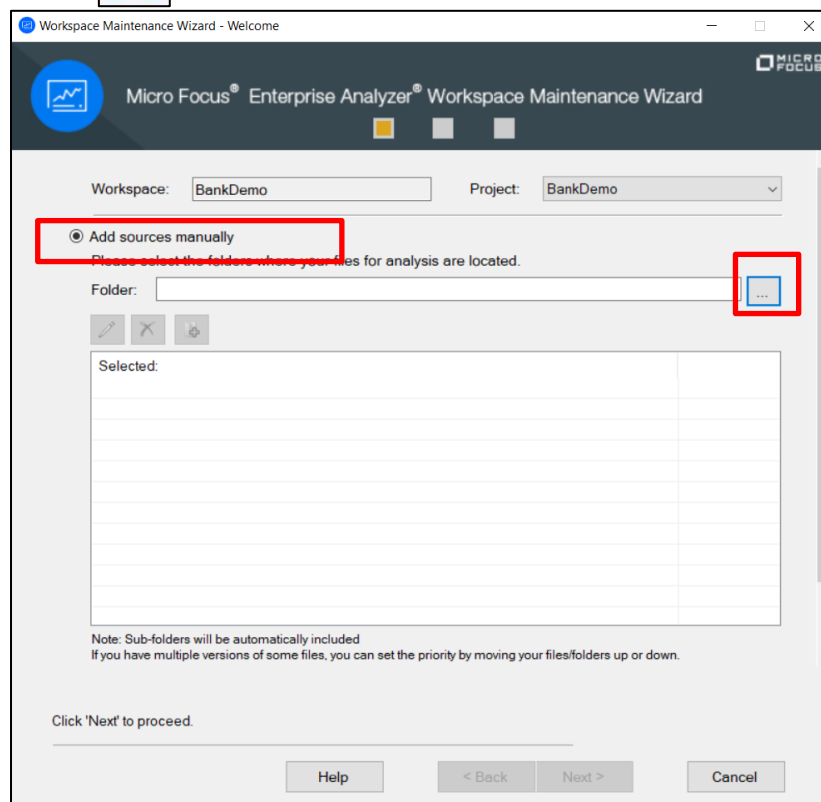 Workspace Maintenance Wizard - Welcome
MICRO
FOCUS
Micro Focus® Enterprise Analyzer® Workspace Maintenance Wizard
Workspace: BankDemo Project: BankDemo
Add sources manually
Please select the folders where your files for analysis are located.
Folder: ...
Selected:
Note: Sub-folders will be automatically included
If you have multiple versions of some files, you can set the priority by moving your files/folders up or down.
Click 'Next' to proceed.
Help < Back Next > Cancel